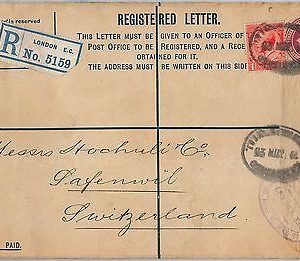 his is reserved
amps.
REGISTERED LETTER.
THIS LETTER MUST BE GIVEN TO AN OFFICER OF
POST OFFICE TO BE REGISTERED, AND A RECE
OBTAINED FOR IT.
THE ADDRESS MUST BE WRITTEN ON THIS SIDE
R
LONDON E.C.
No. 5159
Messrs Hochuli & Co.
Safenwil
Switzerland.
PAID.